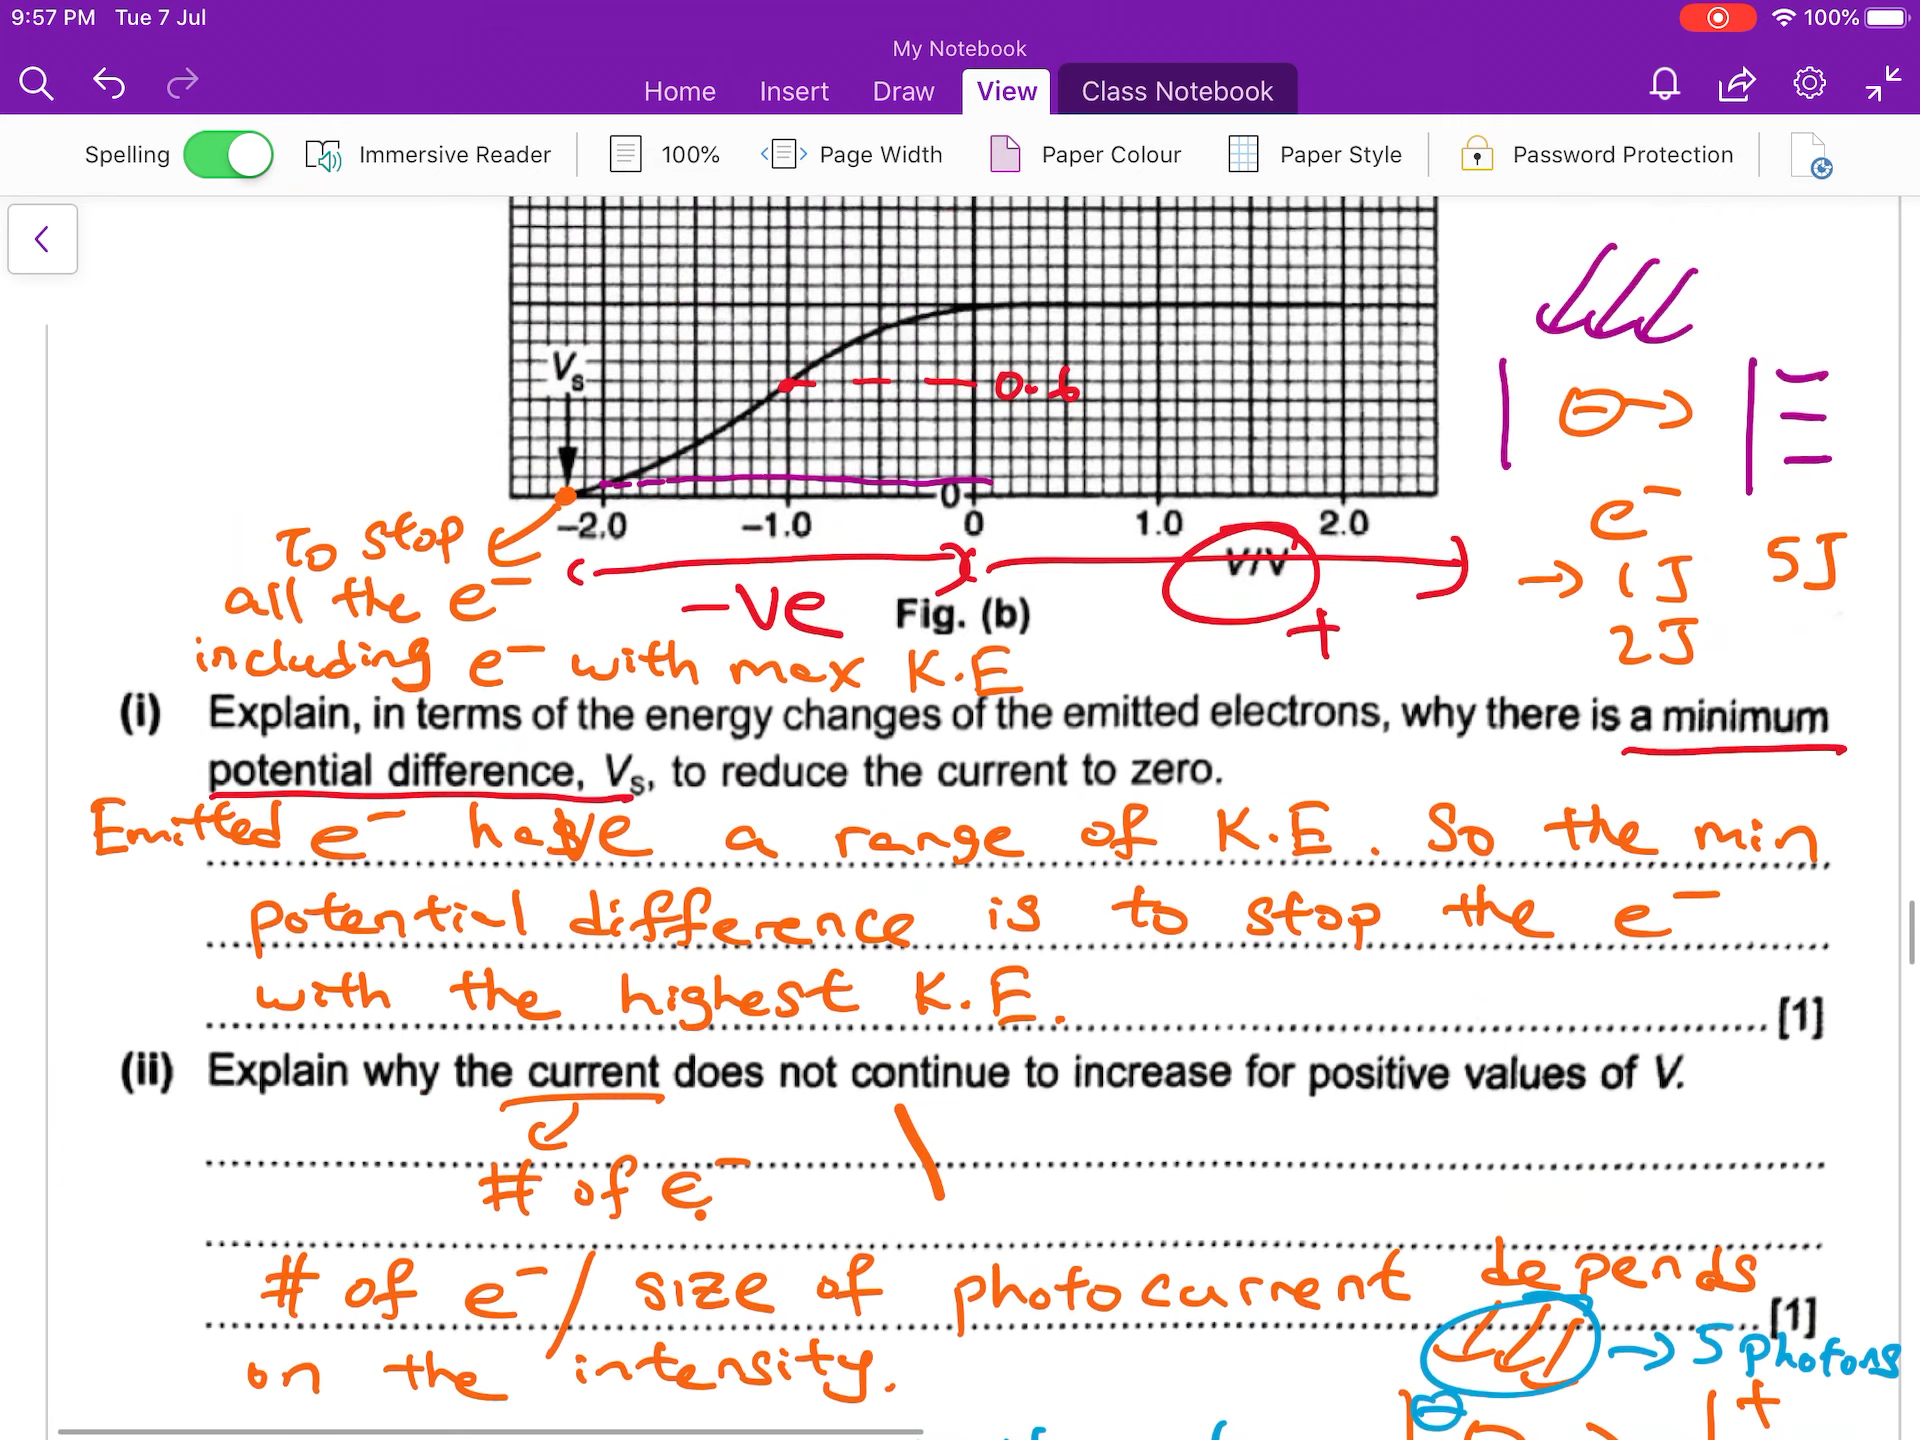 9:57 PM Tue 7 Jul
100%
My Notebook
Home Insert Draw View Class Notebook
Spelling Immersive Reader 100% Page Width Paper Colour Paper Style Password Protection
Vs
0.6
0
-2.0 -1.0 0 1.0 2.0
V/V
To stop
all the e⁻
including e⁻ with max K.E
-ve
Fig. (b)
+
e⁻
→ 1J 5J
2J
(i) Explain, in terms of the energy changes of the emitted electrons, why there is a minimum
potential difference, Vs, to reduce the current to zero.
Emitted e⁻ have a range of K.E. So the min
potential difference is to stop the e⁻
with the highest K.E.
[1]
(ii) Explain why the current does not continue to increase for positive values of V.
# of e⁻
# of e⁻ / size of photocurrent depends
[1]
on the intensity.
→ 5 photons
+